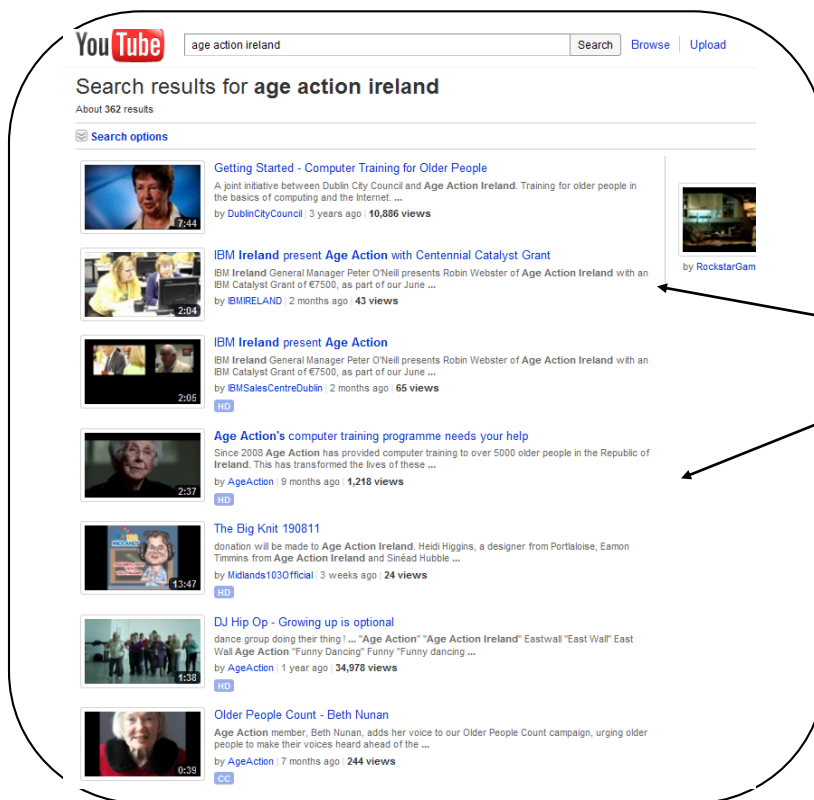 You Tube
age action ireland
Search
Browse
Upload
Search results for age action ireland
About 362 results
Search options
Getting Started - Computer Training for Older People
A joint initiative between Dublin City Council and Age Action Ireland. Training for older people in
the basics of computing and the Internet. ...
by DublinCityCouncil | 3 years ago | 10,886 views
7:44
by RockstarGam
IBM Ireland present Age Action with Centennial Catalyst Grant
IBM Ireland General Manager Peter O'Neill presents Robin Webster of Age Action Ireland with an
IBM Catalyst Grant of €7500, as part of our June ...
by IBMIRELAND | 2 months ago | 43 views
2:04
IBM Ireland present Age Action
IBM Ireland General Manager Peter O'Neill presents Robin Webster of Age Action Ireland with an
IBM Catalyst Grant of €7500, as part of our June ...
by IBMSalesCentreDublin | 2 months ago | 65 views
2:05
HD
Age Action's computer training programme needs your help
Since 2008 Age Action has provided computer training to over 5000 older people in the Republic of
Ireland. This has transformed the lives of these ...
by AgeAction | 9 months ago | 1,218 views
2:37
HD
The Big Knit 190811
donation will be made to Age Action Ireland. Heidi Higgins, a designer from Portlaloise, Eamon
Timmins from Age Action Ireland and Sinéad Hubble ...
by Midlands103Official | 3 weeks ago | 24 views
MIDLANDS
13:47
HD
DJ Hip Op - Growing up is optional
dance group doing their thing ! ... "Age Action" "Age Action Ireland" Eastwall "East Wall" East
Wall Age Action "Funny Dancing" Funny "Funny dancing ...
by AgeAction | 1 year ago | 34,978 views
1:38
HD
Older People Count - Beth Nunan
Age Action member, Beth Nunan, adds her voice to our Older People Count campaign, urging older
people to make their voices heard ahead of the ...
by AgeAction | 7 months ago | 244 views
0:39
CC